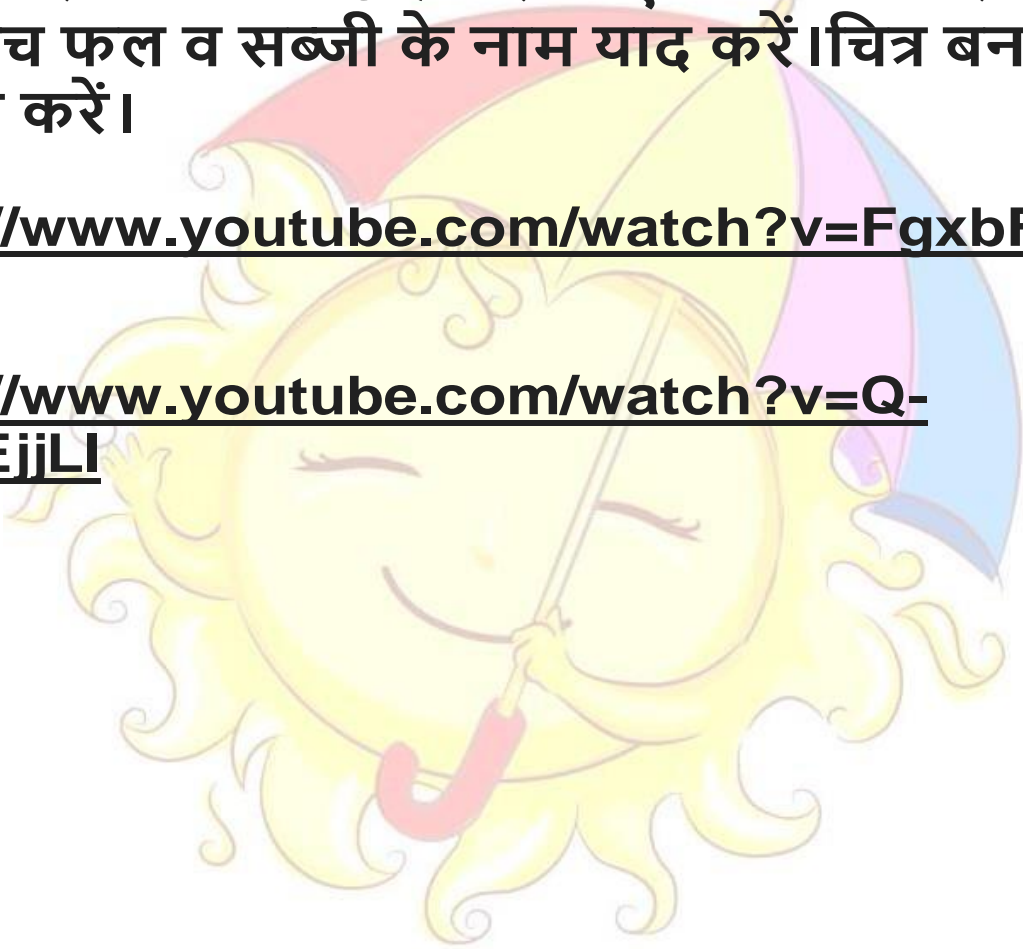 च फल व सब्जी के नाम याद करें।चित्र बन
करें।
//www.youtube.com/watch?v=Fgxb
//www.youtube.com/watch?v=Q-
EjjLI